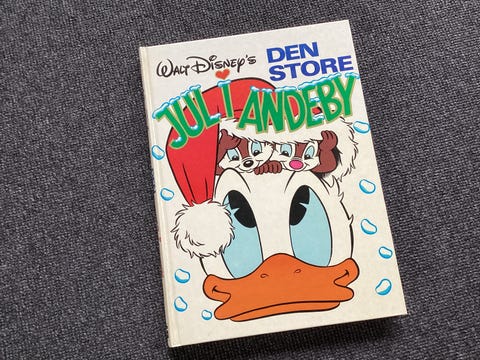 WALT DISNEY'S
DEN
STORE
JUL I ANDEBY